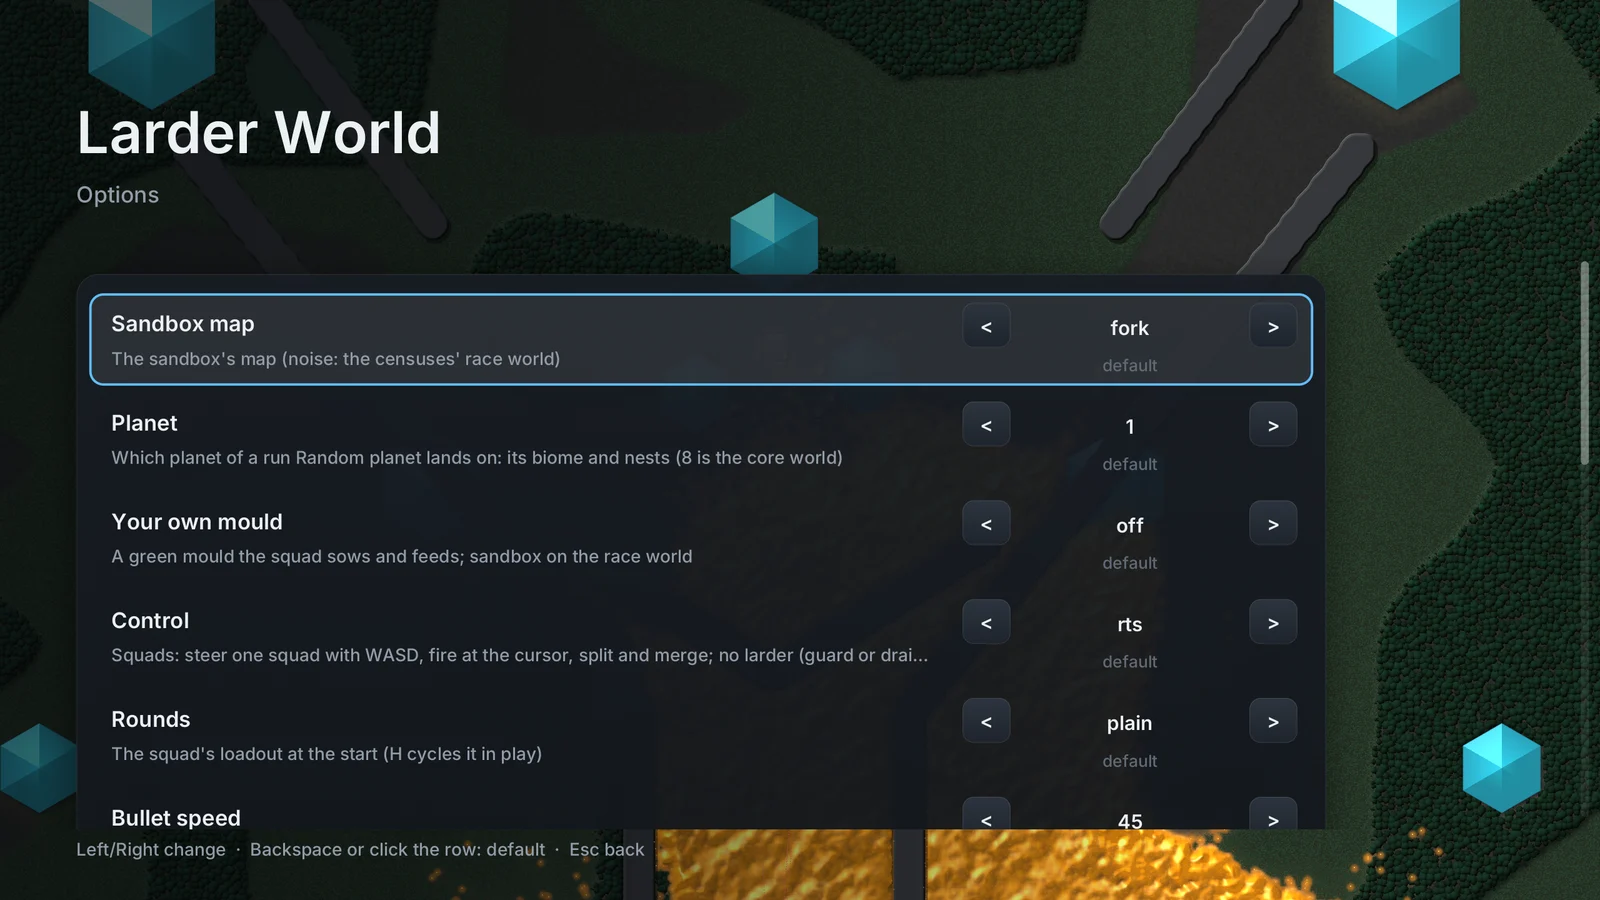 Larder World
Options
Sandbox map
< fork >
The sandbox's map (noise: the censuses' race world)
default
Planet
< 1 >
Which planet of a run Random planet lands on: its biome and nests (8 is the core world)
default
Your own mould
< off >
A green mould the squad sows and feeds; sandbox on the race world
default
Control
< rts >
Squads: steer one squad with WASD, fire at the cursor, split and merge; no larder (guard or drai...
default
Rounds
< plain >
The squad's loadout at the start (H cycles it in play)
default
Bullet speed
< 45 >
Left/Right change · Backspace or click the row: default · Esc back